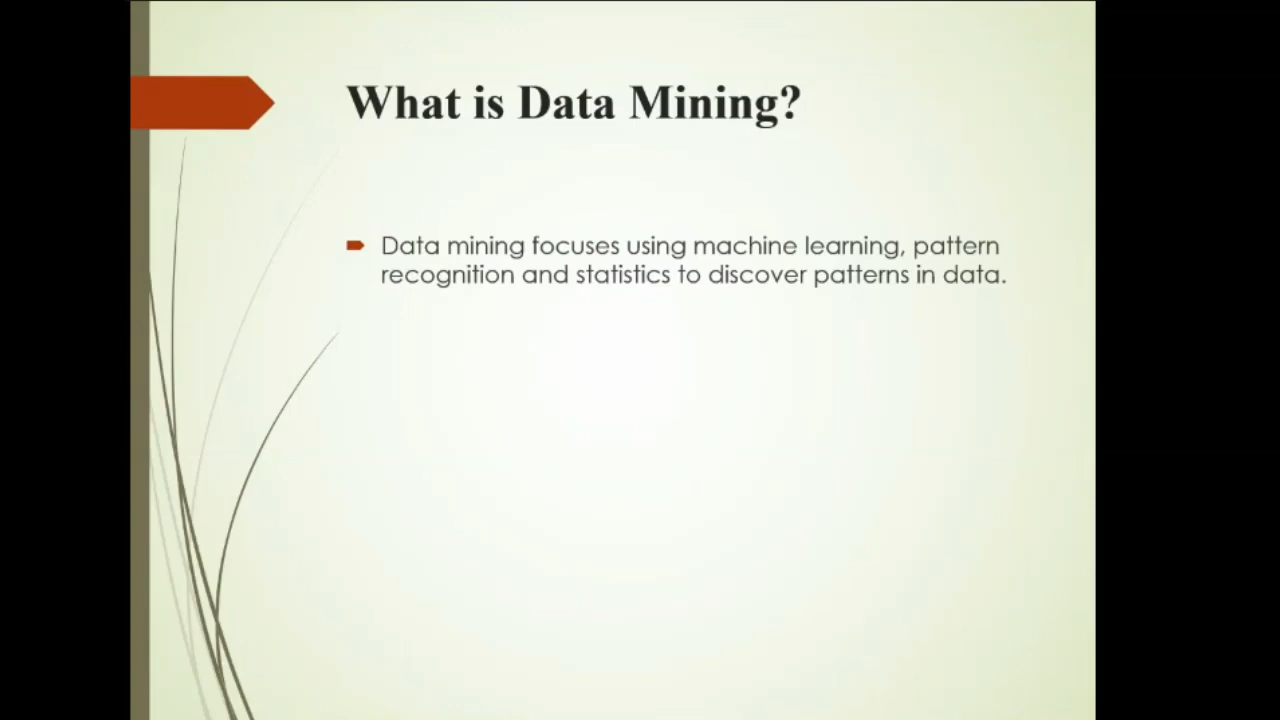 What is Data Mining?
Data mining focuses using machine learning, pattern
recognition and statistics to discover patterns in data.